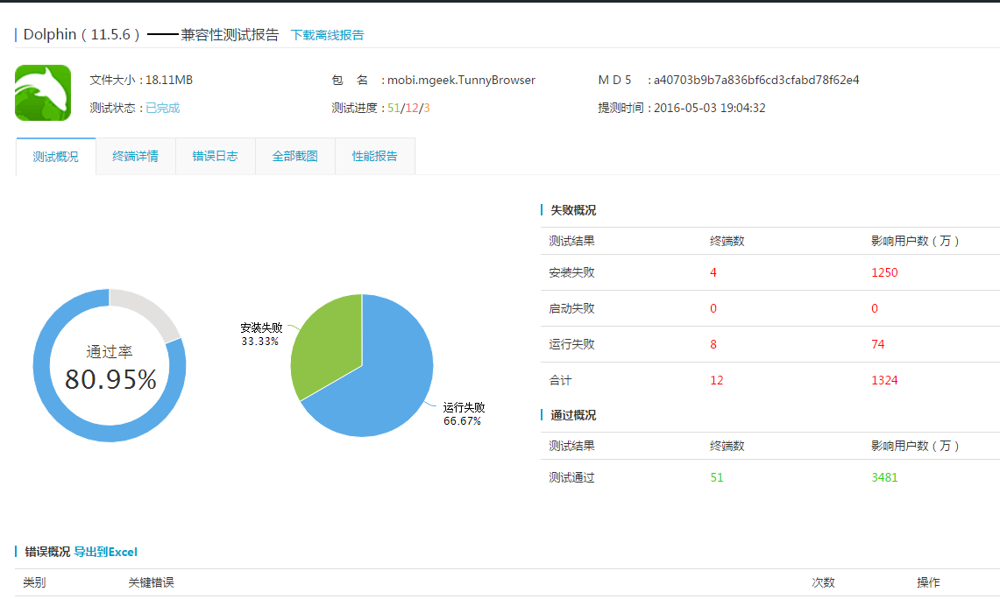 Dolphin ( 11.5.6 ) ——兼容性测试报告 下载离线报告
文件大小 : 18.11MB 包 名 : mobi.mgeek.TunnyBrowser M D 5 : a40703b9b7a836bf6cd3cfabd78f62e4
测试状态 : 已完成 测试进度 : 51/12/3 提测时间 : 2016-05-03 19:04:32
测试概况 终端详情 错误日志 全部截图 性能报告
通过率
80.95%
安装失败
33.33%
运行失败
66.67%
失败概况
测试结果 终端数 影响用户数 ( 万 )
安装失败 4 1250
启动失败 0 0
运行失败 8 74
合计 12 1324
通过概况
测试结果 终端数 影响用户数 ( 万 )
测试通过 51 3481
错误概况 导出到Excel
类别 关键错误 次数 操作